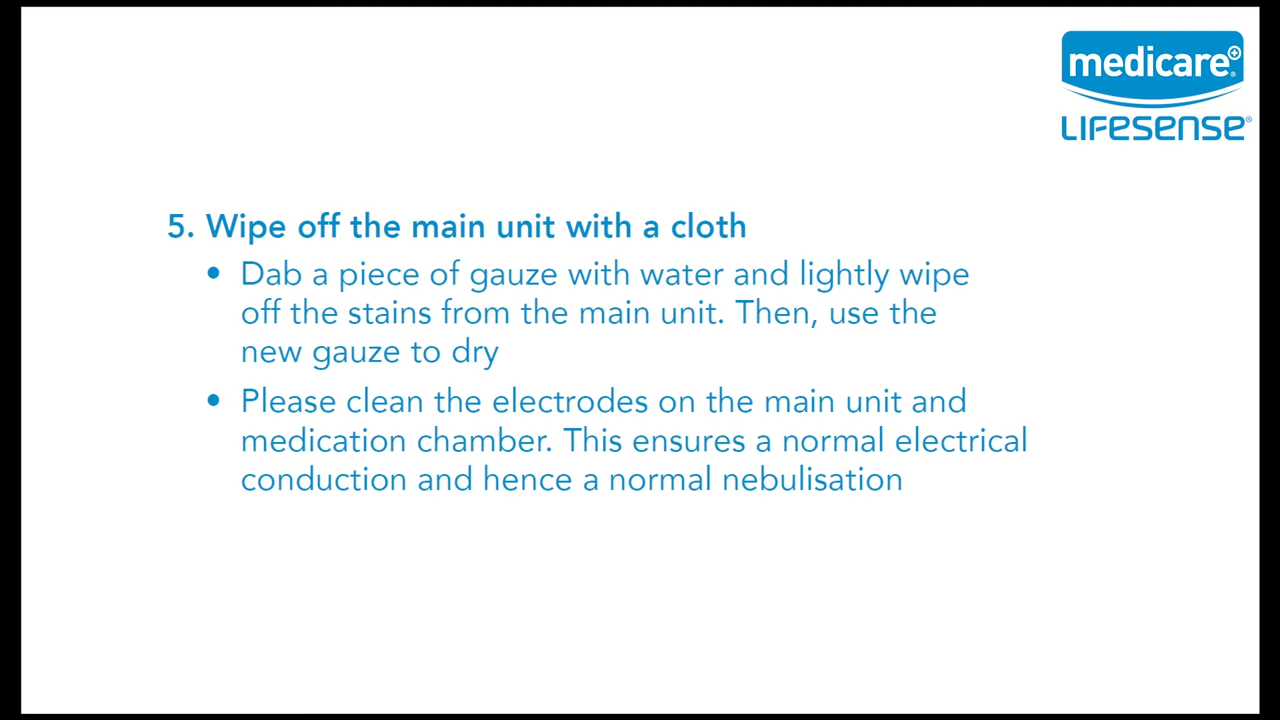 medicare
LIFESENSE®
5. Wipe off the main unit with a cloth
• Dab a piece of gauze with water and lightly wipe
off the stains from the main unit. Then, use the
new gauze to dry
• Please clean the electrodes on the main unit and
medication chamber. This ensures a normal electrical
conduction and hence a normal nebulisation